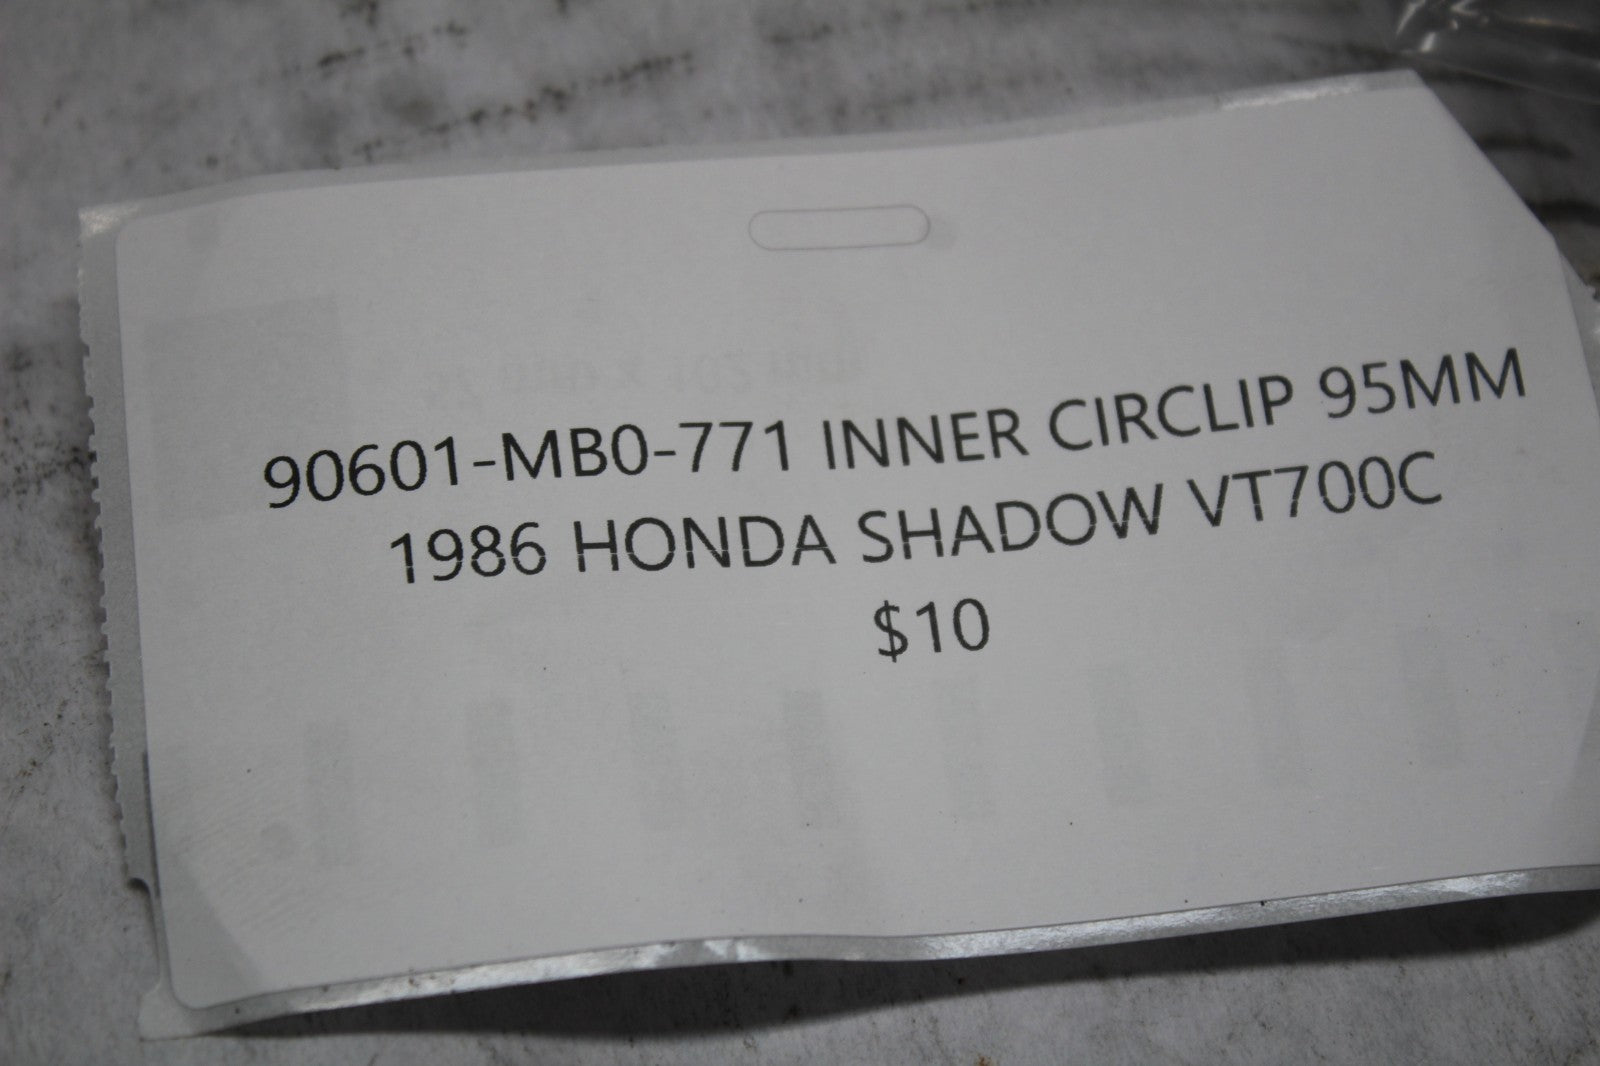 90601-MB0-771 INNER CIRCLIP 95MM
1986 HONDA SHADOW VT700C
$10